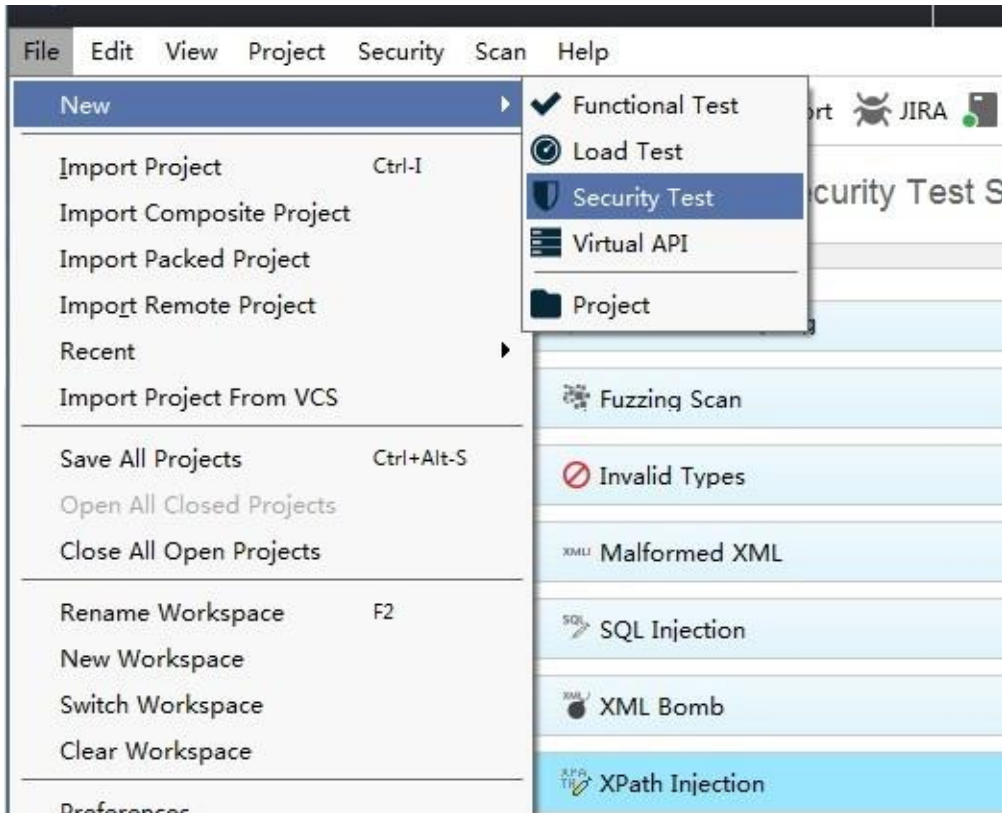 File Edit View Project Security Scan Help
New
Functional Test
Load Test
Security Test
Virtual API
Project
JIRA
Import Project Ctrl-I
Import Composite Project
Import Packed Project
Import Remote Project
Recent
Import Project From VCS
Save All Projects Ctrl+Alt-S
Open All Closed Projects
Close All Open Projects
Rename Workspace F2
New Workspace
Switch Workspace
Clear Workspace
Preferences
Test
Fuzzing Scan
Invalid Types
Malformed XML
SQL Injection
XML Bomb
XPath Injection